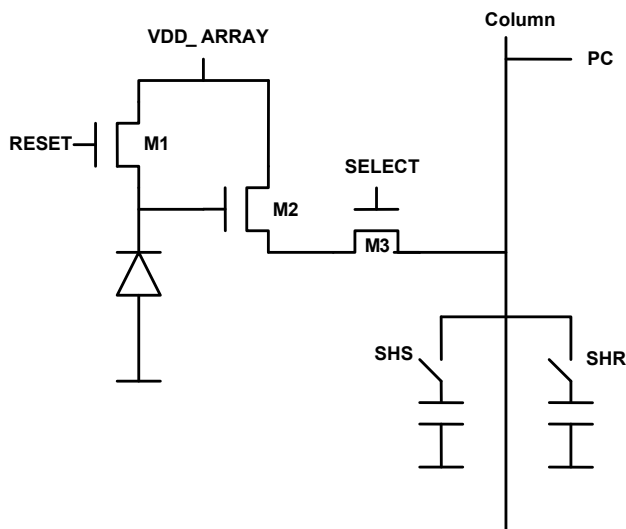 Column
VDD_ ARRAY
PC
RESET
M1
SELECT
M2
M3
SHS
SHR